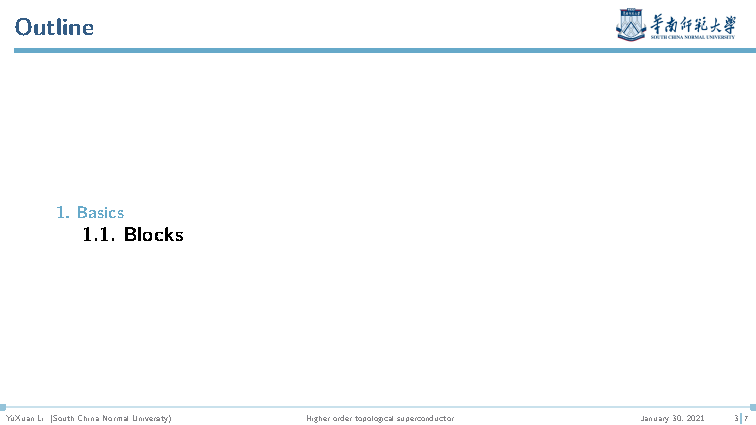 Outline
华南师范大学
SOUTH CHINA NORMAL UNIVERSITY
1. Basics
1.1. Blocks
YuXuan Li (South China Normal University)
Higher order topological superconductor
January 30, 2021
3 | 7